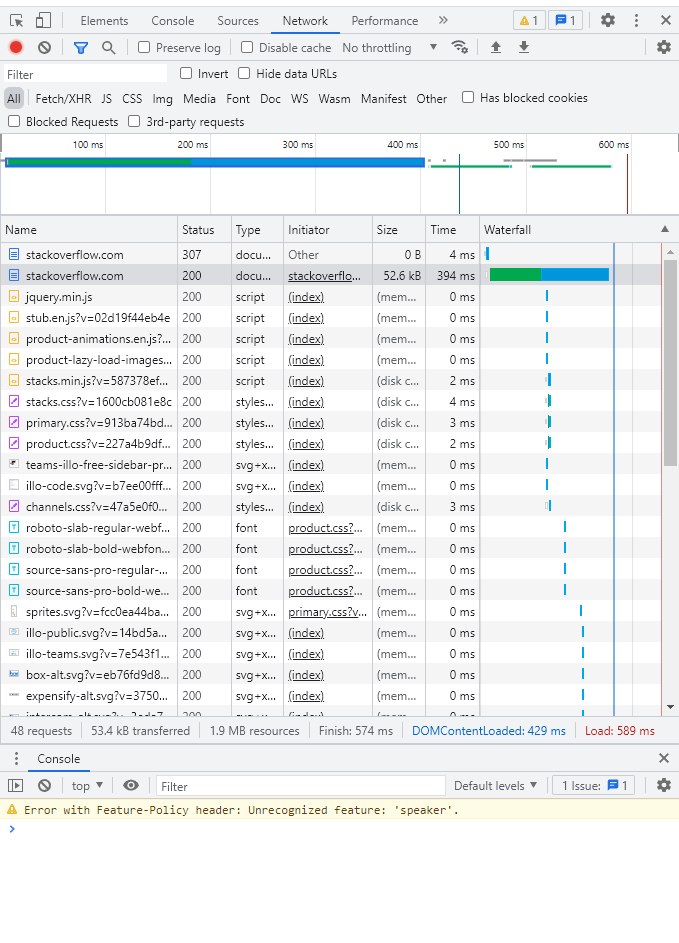 Elements Console Sources Network Performance 1 1
Preserve log Disable cache No throttling
Filter Invert Hide data URLs
All Fetch/XHR JS CSS Img Media Font Doc WS Wasm Manifest Other Has blocked cookies
Blocked Requests 3rd-party requests
100 ms 200 ms 300 ms 400 ms 500 ms 600 ms
Name Status Type Initiator Size Time Waterfall
stackoverflow.com 307 docu... Other 0 B 4 ms
stackoverflow.com 200 docu... stackoverflo... 52.6 kB 394 ms
jquery.min.js 200 script (index) (mem... 0 ms
stub.en.js?v=02d19f44eb4e 200 script (index) (mem... 0 ms
product-animations.en.js?... 200 script (index) (mem... 0 ms
product-lazy-load-images... 200 script (index) (mem... 0 ms
stacks.min.js?v=587378ef... 200 script (index) (disk c... 2 ms
stacks.css?v=1600cb081e8c 200 styles... (index) (disk c... 4 ms
primary.css?v=913ba74bd... 200 styles... (index) (disk c... 3 ms
product.css?v=227a4b9df... 200 styles... (index) (disk c... 2 ms
teams-illo-free-sidebar-pr... 200 svg+x... (index) (mem... 0 ms
illo-code.svg?v=b7ee00fff... 200 svg+x... (index) (mem... 0 ms
channels.css?v=47a5e0f0... 200 styles... (index) (disk c... 3 ms
roboto-slab-regular-webf... 200 font product.css?... (mem... 0 ms
roboto-slab-bold-webfon... 200 font product.css?... (mem... 0 ms
source-sans-pro-regular-... 200 font product.css?... (mem... 0 ms
source-sans-pro-bold-we... 200 font product.css?... (mem... 0 ms
sprites.svg?v=fcc0ea44ba... 200 svg+x... primary.css?v... (mem... 0 ms
illo-public.svg?v=14bd5a... 200 svg+x... (index) (mem... 0 ms
illo-teams.svg?v=7e543f1... 200 svg+x... (index) (mem... 0 ms
box-alt.svg?v=eb76fd9d8... 200 svg+x... (index) (mem... 0 ms
expensify-alt.svg?v=3750... 200 svg+x... (index) (mem... 0 ms
48 requests 53.4 kB transferred 1.9 MB resources Finish: 574 ms DOMContentLoaded: 429 ms Load: 589 ms
Console
top Filter Default levels 1 Issue: 1
Error with Feature-Policy header: Unrecognized feature: 'speaker'.